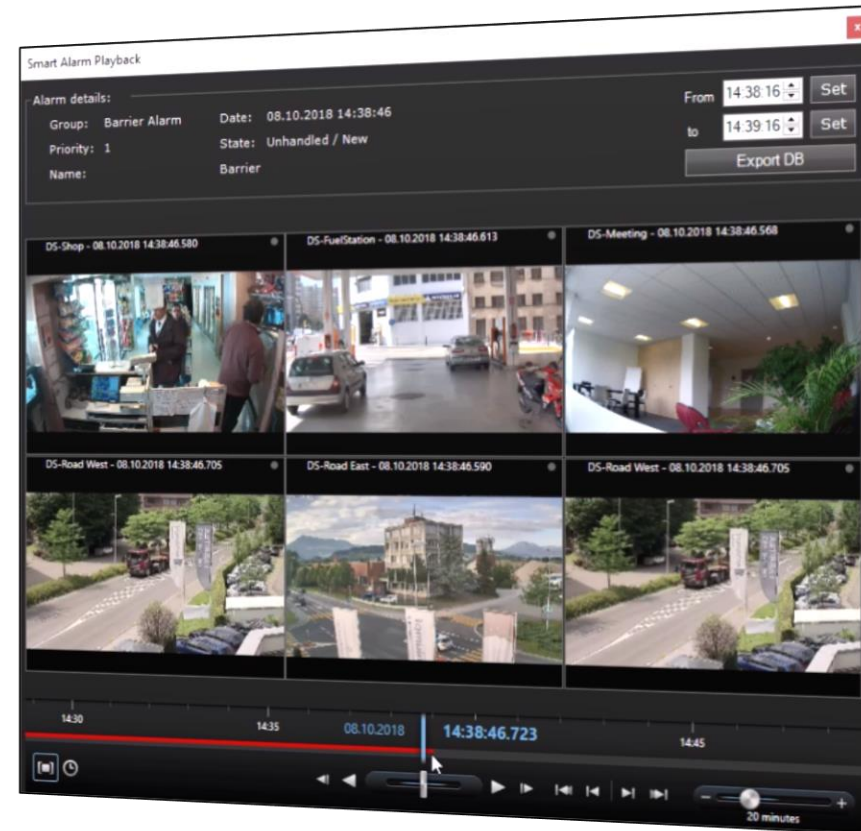 Smart Alarm Playback
x
Alarm details:
Group: Barrier Alarm Date: 08.10.2018 14:38:46
Priority: 1 State: Unhandled / New
Name: Barrier
From 14:38:16 Set
to 14:39:16 Set
Export DB
DS-Shop - 08.10.2018 14:38:46.580
DS-FuelStation - 08.10.2018 14:38:46.613
DS-Meeting - 08.10.2018 14:38:46.568
DS-Road West - 08.10.2018 14:38:46.705
DS-Road East - 08.10.2018 14:38:46.590
DS-Road West - 08.10.2018 14:38:46.705
14:30 14:35 08.10.2018 14:38:46.723 14:45
20 minutes